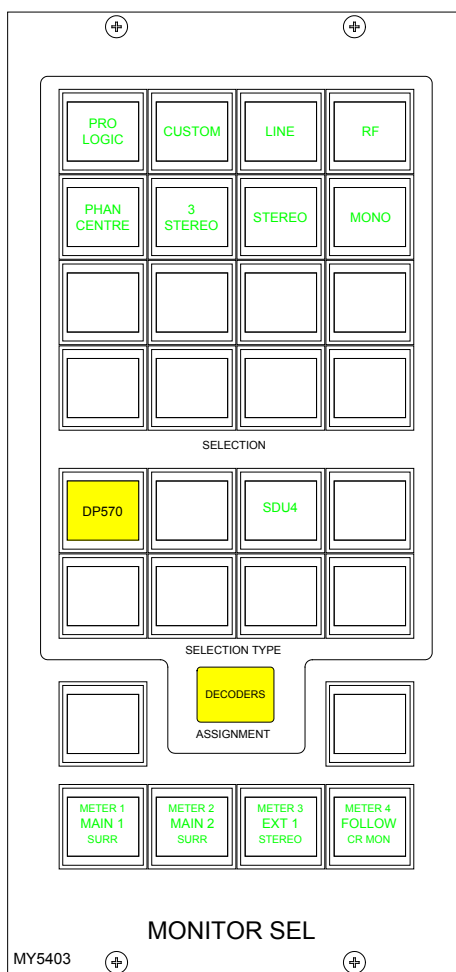 PRO
LOGIC
CUSTOM
LINE
RF
PHAN
CENTRE
3
STEREO
STEREO
MONO
SELECTION
DP570
SDU4
SELECTION TYPE
DECODERS
ASSIGNMENT
METER 1
MAIN 1
SURR
METER 2
MAIN 2
SURR
METER 3
EXT 1
STEREO
METER 4
FOLLOW
CR MON
MONITOR SEL
MY5403